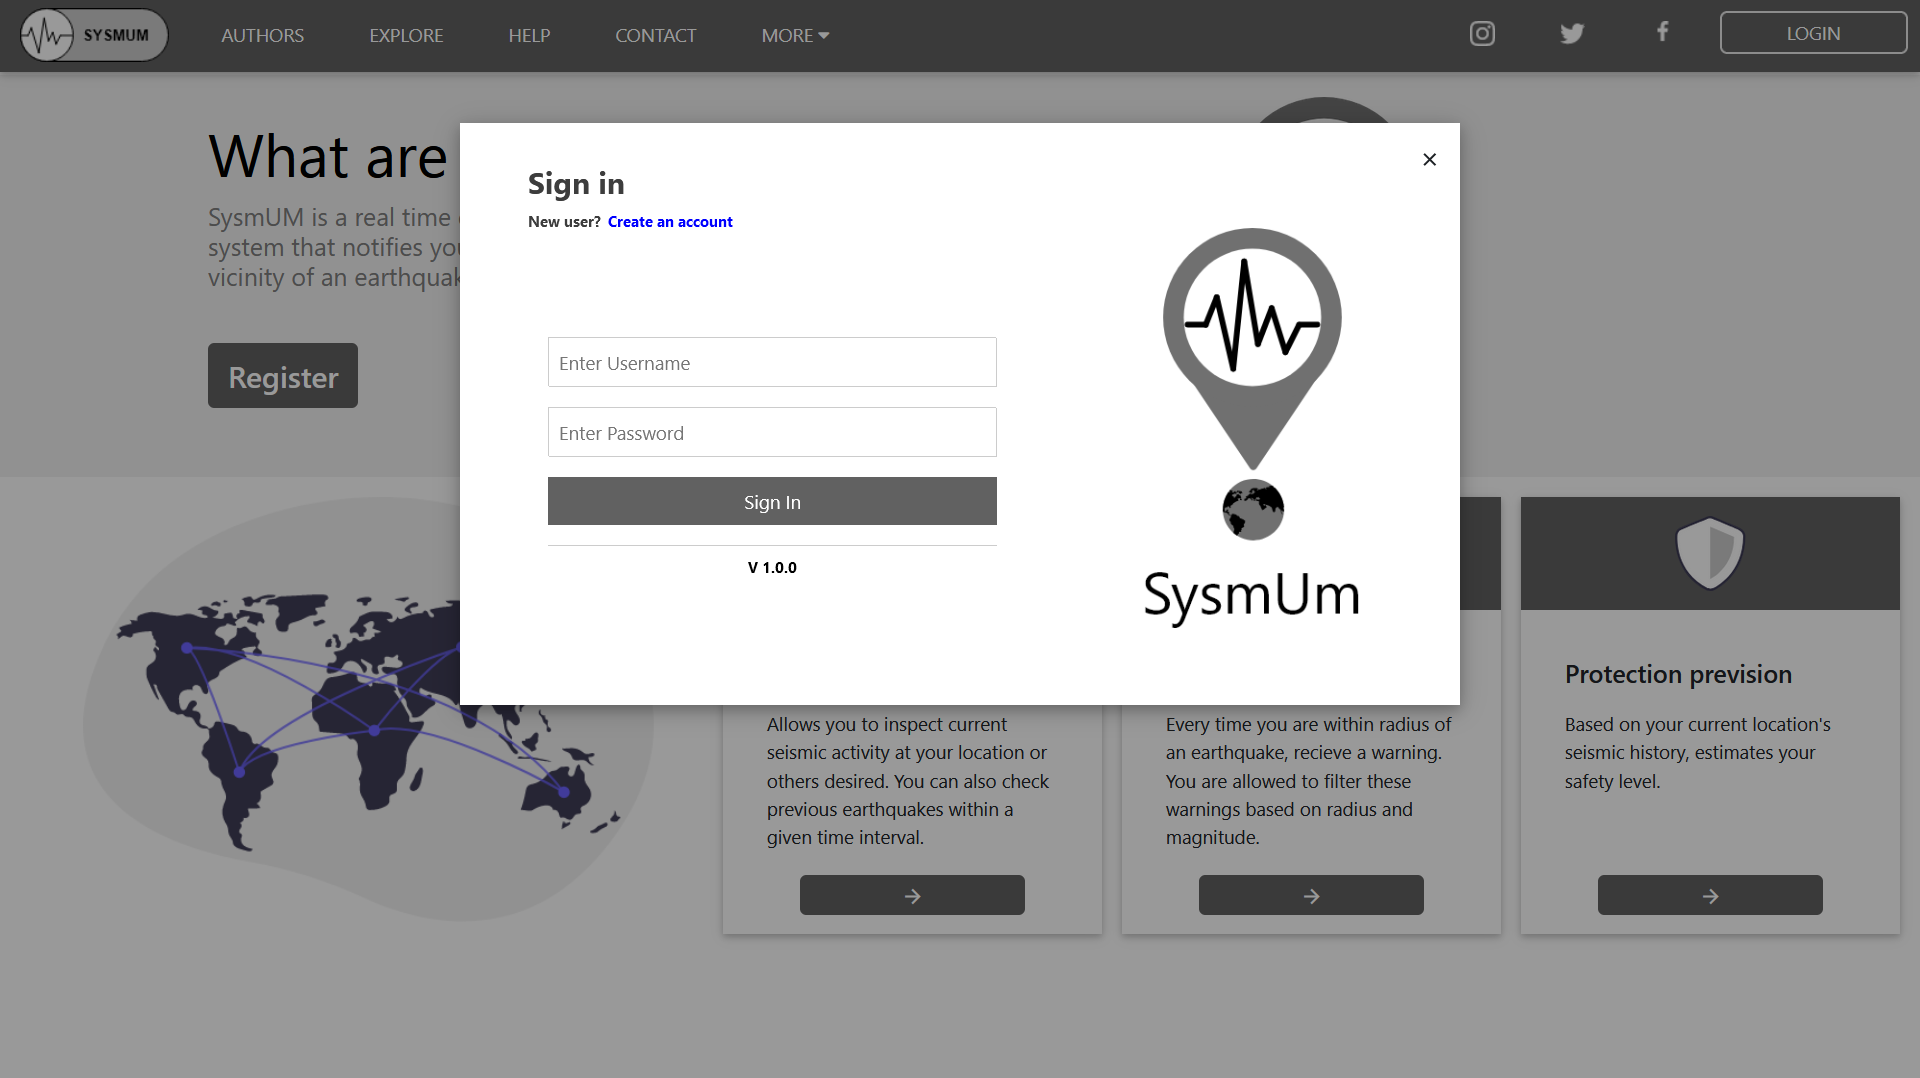 SYSMUM
AUTHORS
EXPLORE
HELP
CONTACT
MORE
LOGIN
What are
SysmUM is a real time
system that notifies you
vicinity of an earthquak
Register
Sign in
New user? Create an account
Enter Username
Enter Password
Sign In
V 1.0.0
SysmUm
Allows you to inspect current
seismic activity at your location or
others desired. You can also check
previous earthquakes within a
given time interval.
Every time you are within radius of
an earthquake, recieve a warning.
You are allowed to filter these
warnings based on radius and
magnitude.
Protection prevision
Based on your current location's
seismic history, estimates your
safety level.